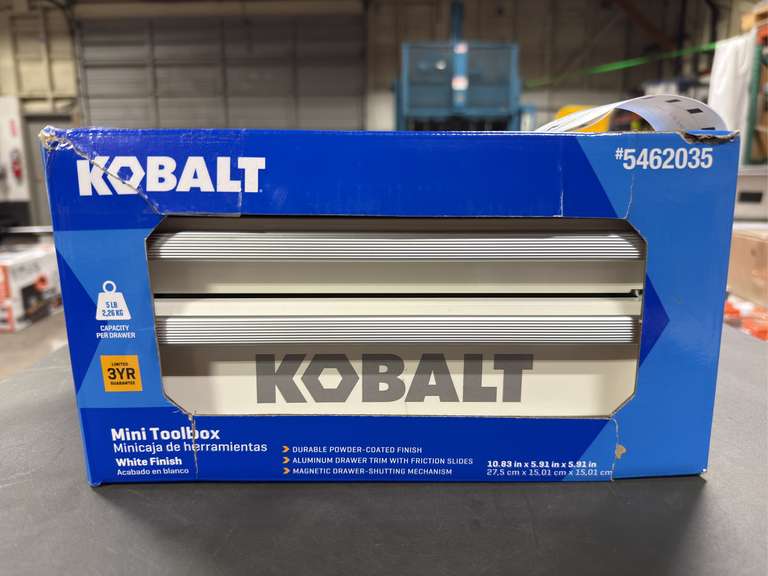 KOBALT
#5462035
5 LB
2,26 KG
CAPACITY
PER DRAWER
LIMITED
3YR
GUARANTEE
KOBALT
Mini Toolbox
Minicaja de herramientas
White Finish
Acabado en blanco
DURABLE POWDER-COATED FINISH
ALUMINUM DRAWER TRIM WITH FRICTION SLIDES
MAGNETIC DRAWER-SHUTTING MECHANISM
10.83 in x 5.91 in x 5.91 in
27,5 cm x 15,01 cm x 15,01 cm